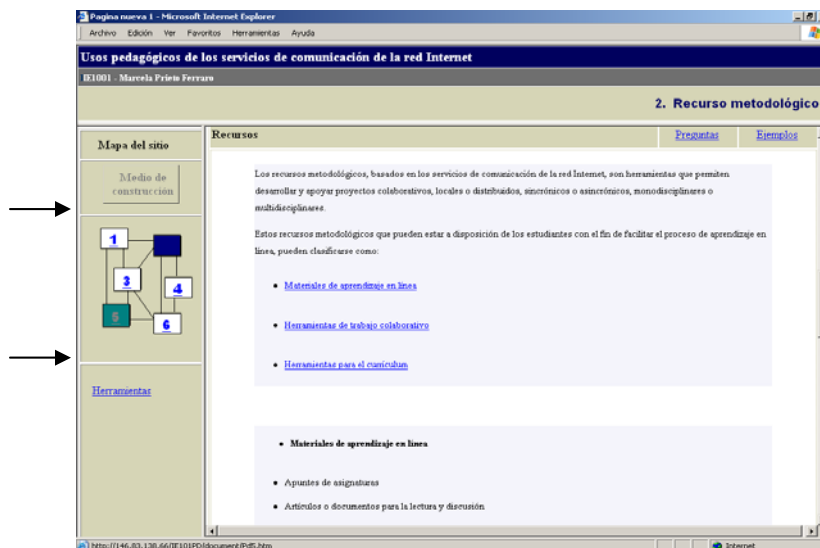 Pagina nueva 1 - Microsoft Internet Explorer
Archivo Edición Ver Favoritos Herramientas Ayuda
Usos pedagógicos de los servicios de comunicación de la red Internet
IE1001 - Marcela Prieto Ferraro
2. Recurso metodológico
Mapa del sitio
Recursos
Preguntas
Ejemplos
Medio de
construcción
Los recursos metodológicos, basados en los servicios de comunicación de la red Internet, son herramientas que permiten
desarrollar y apoyar proyectos colaborativos, locales o distribuidos, sincrónicos o asincrónicos, monodisciplinares o
multidisciplinares.
Estos recursos metodológicos que pueden estar a disposición de los estudiantes con el fin de facilitar el proceso de aprendizaje en
línea, pueden clasificarse como:
1
3
4
5
6
• Materiales de aprendizaje en línea
• Herramientas de trabajo colaborativo
• Herramientas para el currículum
Herramientas
• Materiales de aprendizaje en línea
• Apuntes de asignaturas
• Artículos o documentos para la lectura y discusión
Internet